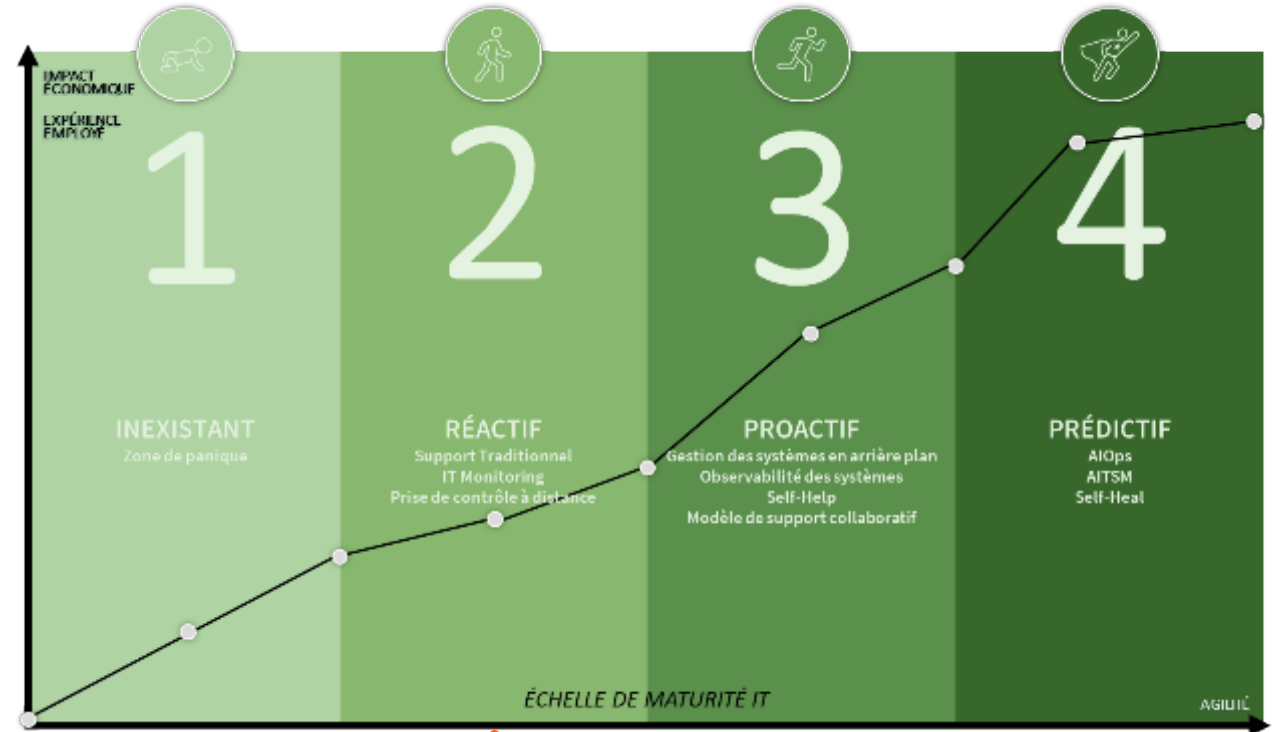 IMPACT
ÉCONOMIQUE
EXPÉRIENCE
EMPLOYÉ
1
2
3
4
INEXISTANT
Zone de panique
RÉACTIF
Support Traditionnel
IT Monitoring
Prise de contrôle à distance
PROACTIF
Gestion des systèmes en arrière plan
Observabilité des systèmes
Self-Help
Modèle de support collaboratif
PRÉDICTIF
AIOps
AITSM
Self-Heal
ÉCHELLE DE MATURITÉ IT
AGILITÉ